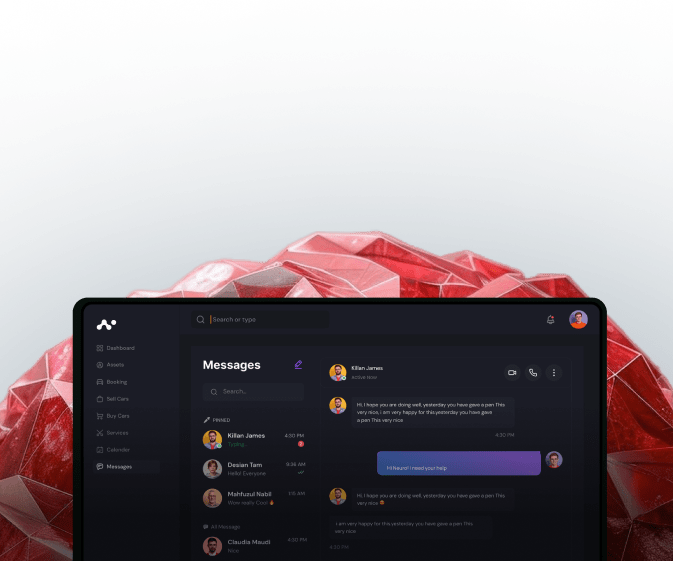 Search or type
Dashboard
Assets
Booking
Sell Cars
Buy Cars
Services
Calendar
Messages
Messages
Search..
PINNED
Killan James
4:30 PM
Typing...
Desian Tam
9:36 AM
Hello! Everyone
Mahfuzul Nabil
1:15 AM
Wow really Cool 🔥
All Message
Claudia Maudi
4:30 PM
Nice
Killan James
Active Now
Hi, I hope you are doing well, yesterday you have gave a pen This
very nice, i am very happy for this.yesterday you have gave
a pen This very nice
4:30 PM
need your help
Hi, I hope you are doing well, yesterday you have gave a pen This
very nice 😍
i am very happy for this yesterday you have gave a pen This
very nice
4:30 PM